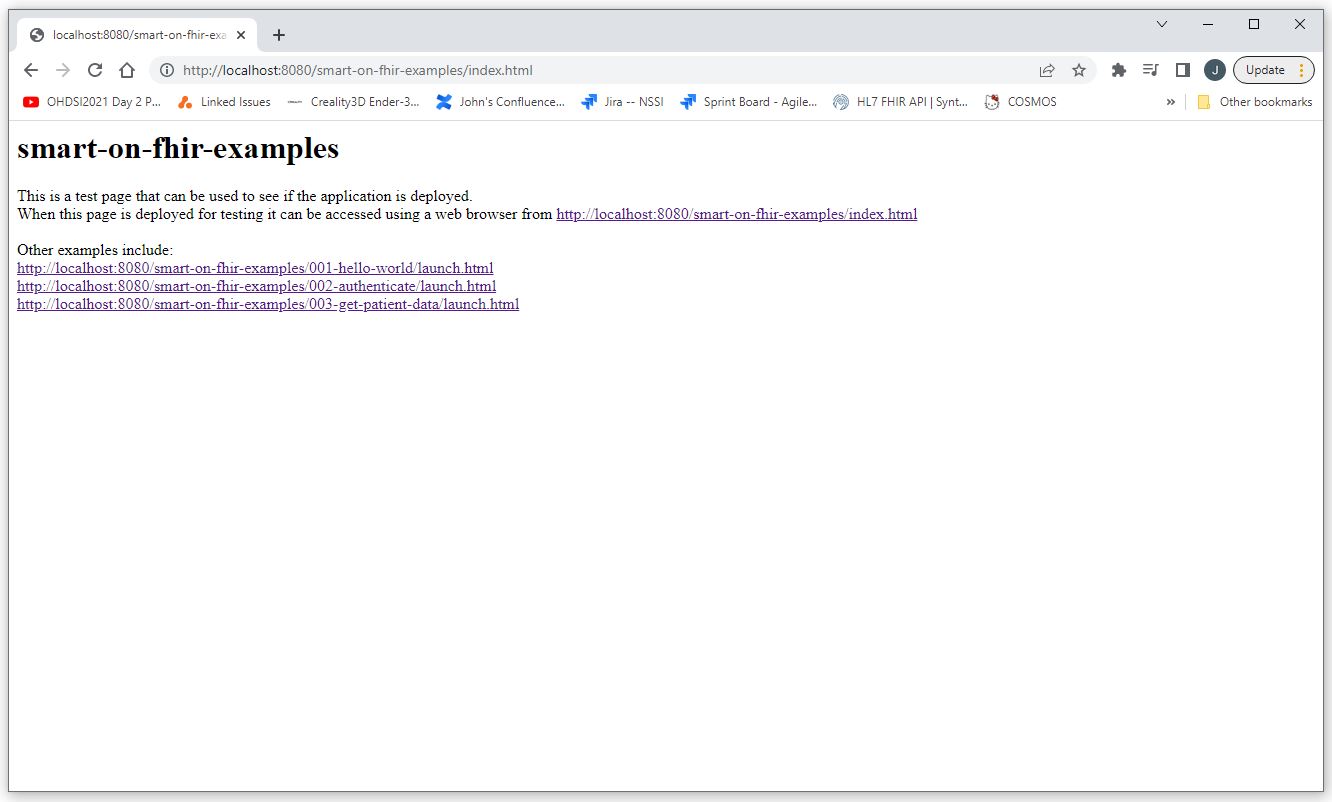 localhost:8080/smart-on-fhir-exa
http://localhost:8080/smart-on-fhir-examples/index.html
J
Update
OHDSI2021 Day 2 P...
Linked Issues
Creality3D Ender-3...
John's Confluence...
Jira -- NSSI
Sprint Board - Agile...
HL7 FHIR API | Synt...
COSMOS
»
Other bookmarks
smart-on-fhir-examples
This is a test page that can be used to see if the application is deployed.
When this page is deployed for testing it can be accessed using a web browser from http://localhost:8080/smart-on-fhir-examples/index.html
Other examples include:
http://localhost:8080/smart-on-fhir-examples/001-hello-world/launch.html
http://localhost:8080/smart-on-fhir-examples/002-authenticate/launch.html
http://localhost:8080/smart-on-fhir-examples/003-get-patient-data/launch.html